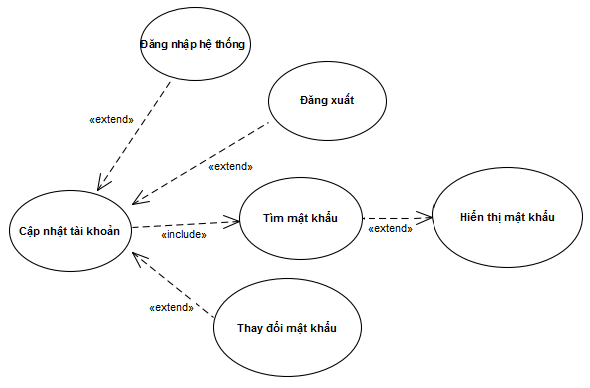 Đăng nhập hệ thống
Đăng xuất
«extend»
«extend»
Cập nhật tài khoản
«include»
Tìm mật khẩu
«extend»
Hiển thị mật khẩu
«extend»
Thay đổi mật khẩu